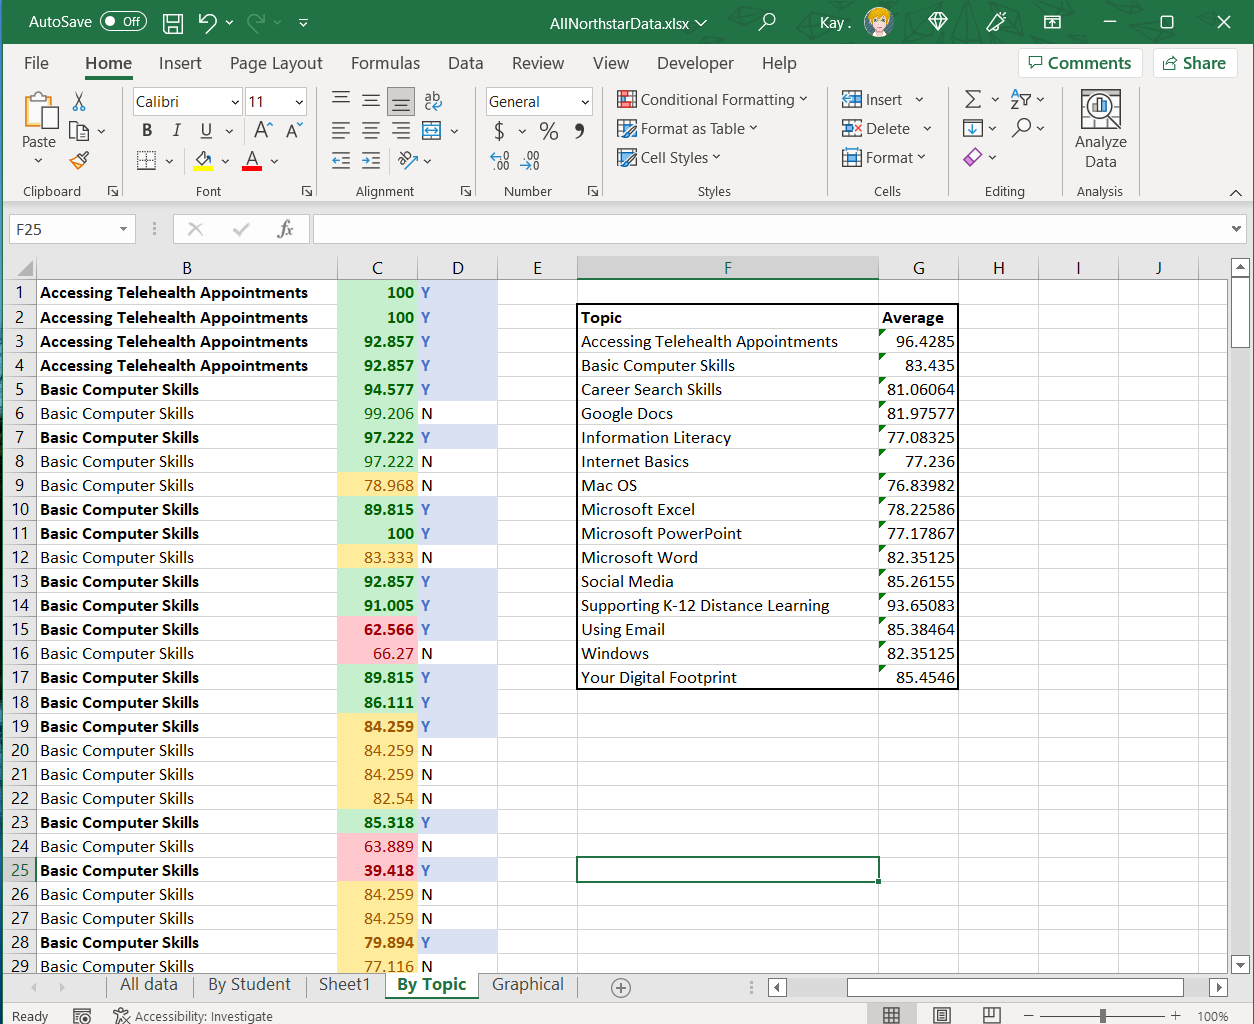 AutoSave Off AllNorthstarData.xlsx Kay .
File Home Insert Page Layout Formulas Data Review View Developer Help Comments Share
Paste
Calibri 11
B I U A A
ab
General
$ % 9
Conditional Formatting
Format as Table
Cell Styles
Insert
Delete
Format
Analyze
Data
Clipboard Font Alignment Number Styles Cells Editing Analysis
F25 fx
B C D E F G H I J
1 Accessing Telehealth Appointments 100 Y
2 Accessing Telehealth Appointments 100 Y Topic Average
3 Accessing Telehealth Appointments 92.857 Y Accessing Telehealth Appointments 96.4285
4 Accessing Telehealth Appointments 92.857 Y Basic Computer Skills 83.435
5 Basic Computer Skills 94.577 Y Career Search Skills 81.06064
6 Basic Computer Skills 99.206 N Google Docs 81.97577
7 Basic Computer Skills 97.222 Y Information Literacy 77.08325
8 Basic Computer Skills 97.222 N Internet Basics 77.236
9 Basic Computer Skills 78.968 N Mac OS 76.83982
10 Basic Computer Skills 89.815 Y Microsoft Excel 78.22586
11 Basic Computer Skills 100 Y Microsoft PowerPoint 77.17867
12 Basic Computer Skills 83.333 N Microsoft Word 82.35125
13 Basic Computer Skills 92.857 Y Social Media 85.26155
14 Basic Computer Skills 91.005 Y Supporting K-12 Distance Learning 93.65083
15 Basic Computer Skills 62.566 Y Using Email 85.38464
16 Basic Computer Skills 66.27 N Windows 82.35125
17 Basic Computer Skills 89.815 Y Your Digital Footprint 85.4546
18 Basic Computer Skills 86.111 Y
19 Basic Computer Skills 84.259 Y
20 Basic Computer Skills 84.259 N
21 Basic Computer Skills 84.259 N
22 Basic Computer Skills 82.54 N
23 Basic Computer Skills 85.318 Y
24 Basic Computer Skills 63.889 N
25 Basic Computer Skills 39.418 Y
26 Basic Computer Skills 84.259 N
27 Basic Computer Skills 84.259 N
28 Basic Computer Skills 79.894 Y
29 Basic Computer Skills 77.116 N
All data By Student Sheet1 By Topic Graphical
Ready Accessibility: Investigate 100%